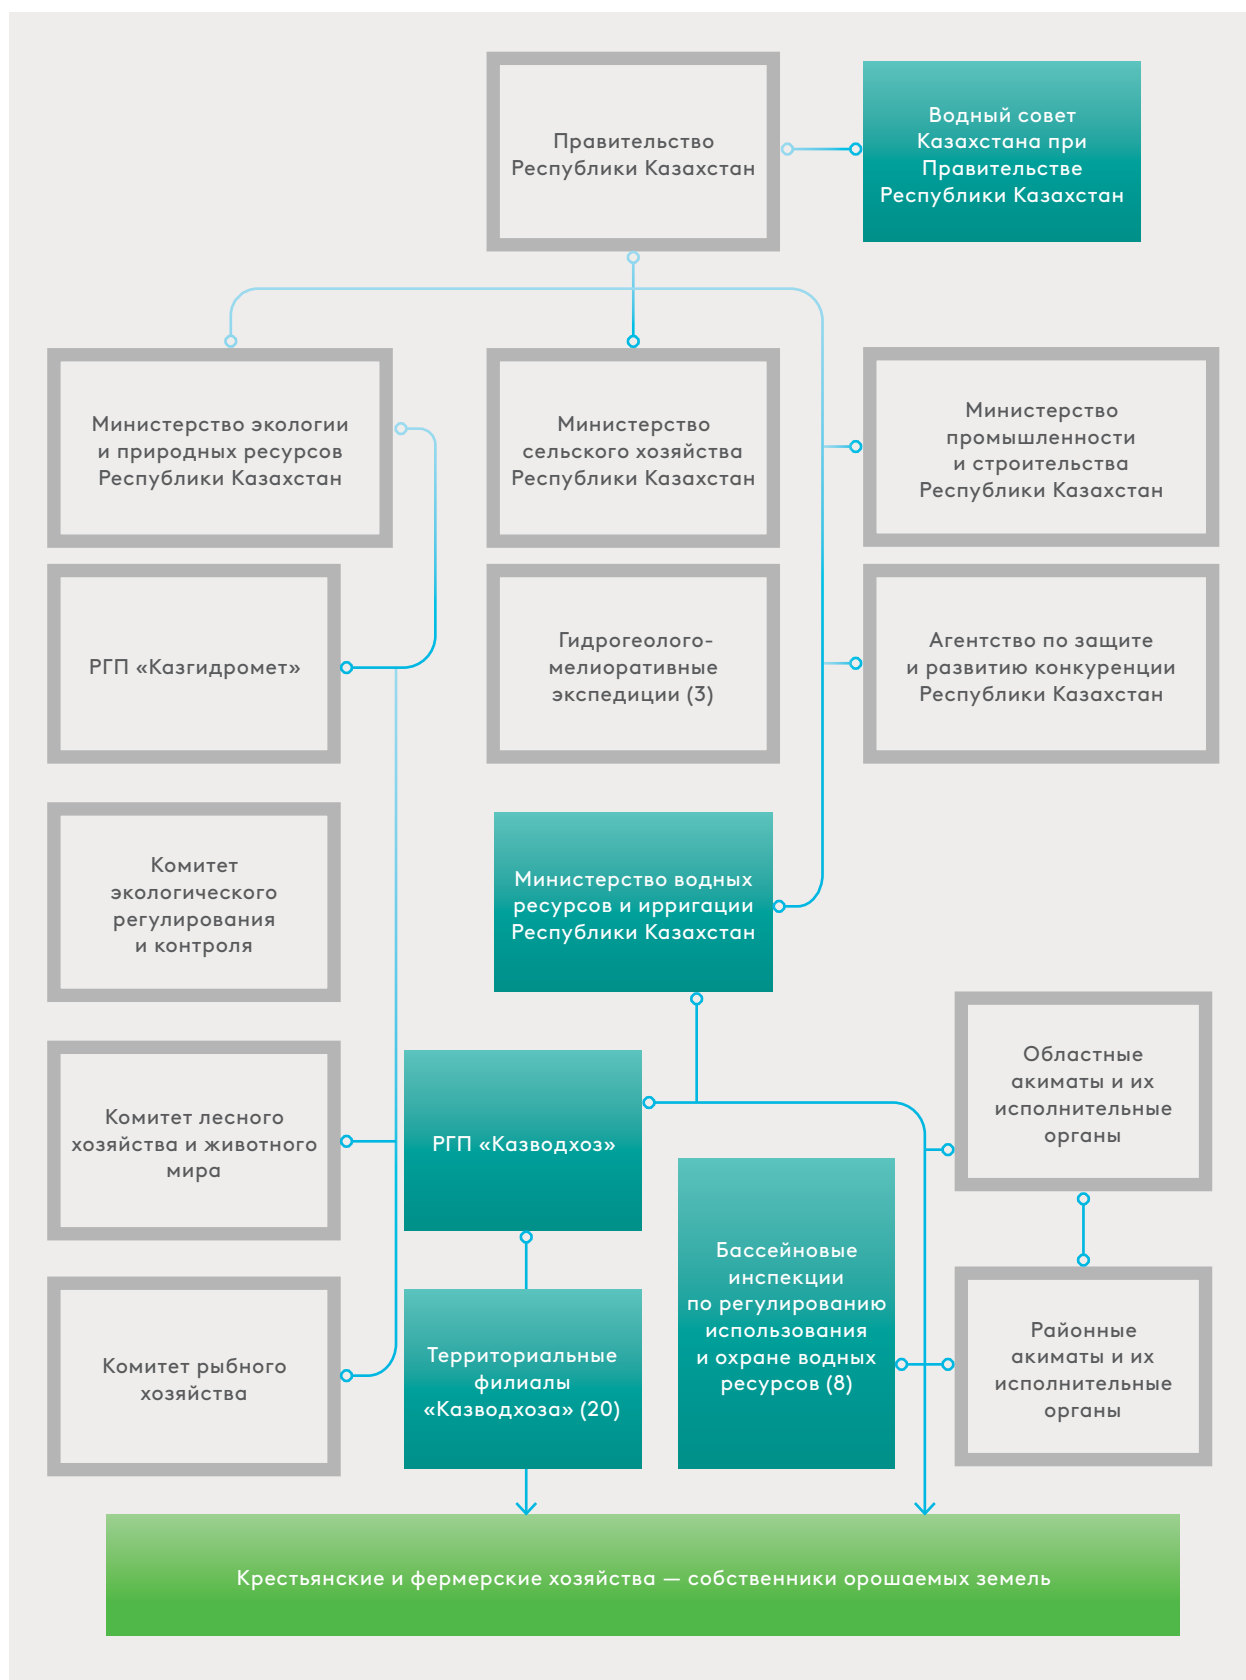 Правительство
Республики Казахстан
Водный совет
Казахстана при
Правительстве
Республики Казахстан
Министерство экологии
и природных ресурсов
Республики Казахстан
Министерство
сельского хозяйства
Республики Казахстан
Министерство
промышленности
и строительства
Республики Казахстан
РГП «Казгидромет»
Гидрогеолого-
мелиоративные
экспедиции (3)
Агентство по защите
и развитию конкуренции
Республики Казахстан
Комитет
экологического
регулирования
и контроля
Министерство водных
ресурсов и ирригации
Республики Казахстан
Комитет лесного
хозяйства и животного
мира
РГП «Казводхоз»
Областные
акиматы и их
исполнительные
органы
Бассейновые
инспекции
по регулированию
использования
и охране водных
ресурсов (8)
Комитет рыбного
хозяйства
Территориальные
филиалы
«Казводхоза» (20)
Районные
акиматы и их
исполнительные
органы
Крестьянские и фермерские хозяйства — собственники орошаемых земель